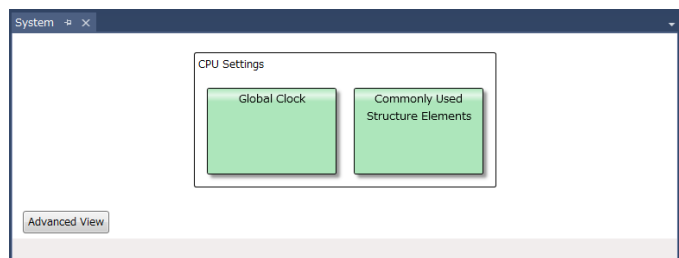 System
CPU Settings
Global Clock
Commonly Used
Structure Elements
Advanced View